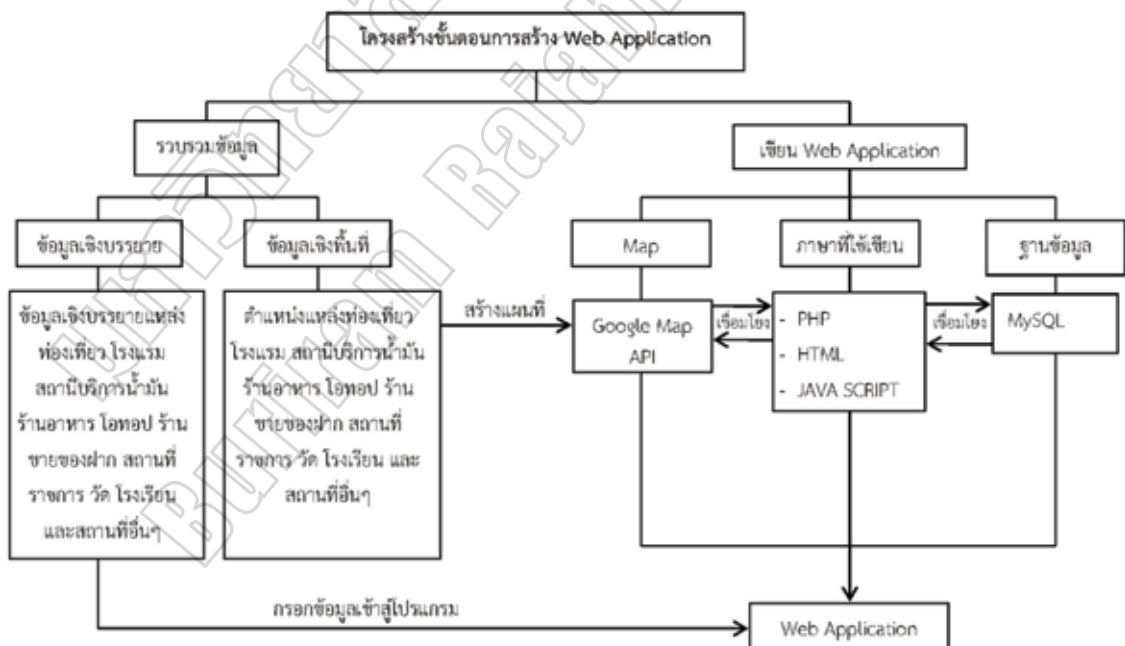 โครงสร้างขั้นตอนการสร้าง Web Application
รวบรวมข้อมูล
เขียน Web Application
ข้อมูลเชิงบรรยาย
ข้อมูลเชิงพื้นที่
Map
ภาษาที่ใช้เขียน
ฐานข้อมูล
ข้อมูลเชิงบรรยายแหล่ง
ท่องเที่ยว โรงแรม
สถานีบริการน้ำมัน
ร้านอาหาร โอทอป ร้าน
ขายของฝาก สถานที่
ราชการ วัด โรงเรียน
และสถานที่อื่นๆ
ตำแหน่งแหล่งท่องเที่ยว
โรงแรม สถานีบริการน้ำมัน
ร้านอาหาร โอทอป ร้าน
ขายของฝาก สถานที่
ราชการ วัด โรงเรียน และ
สถานที่อื่นๆ
สร้างแผนที่
Google Map
API
เชื่อมโยง
- PHP
- HTML
- JAVA SCRIPT
เชื่อมโยง
MySQL
กรอกข้อมูลเข้าสู่โปรแกรม
Web Application
Buriram Rajabh